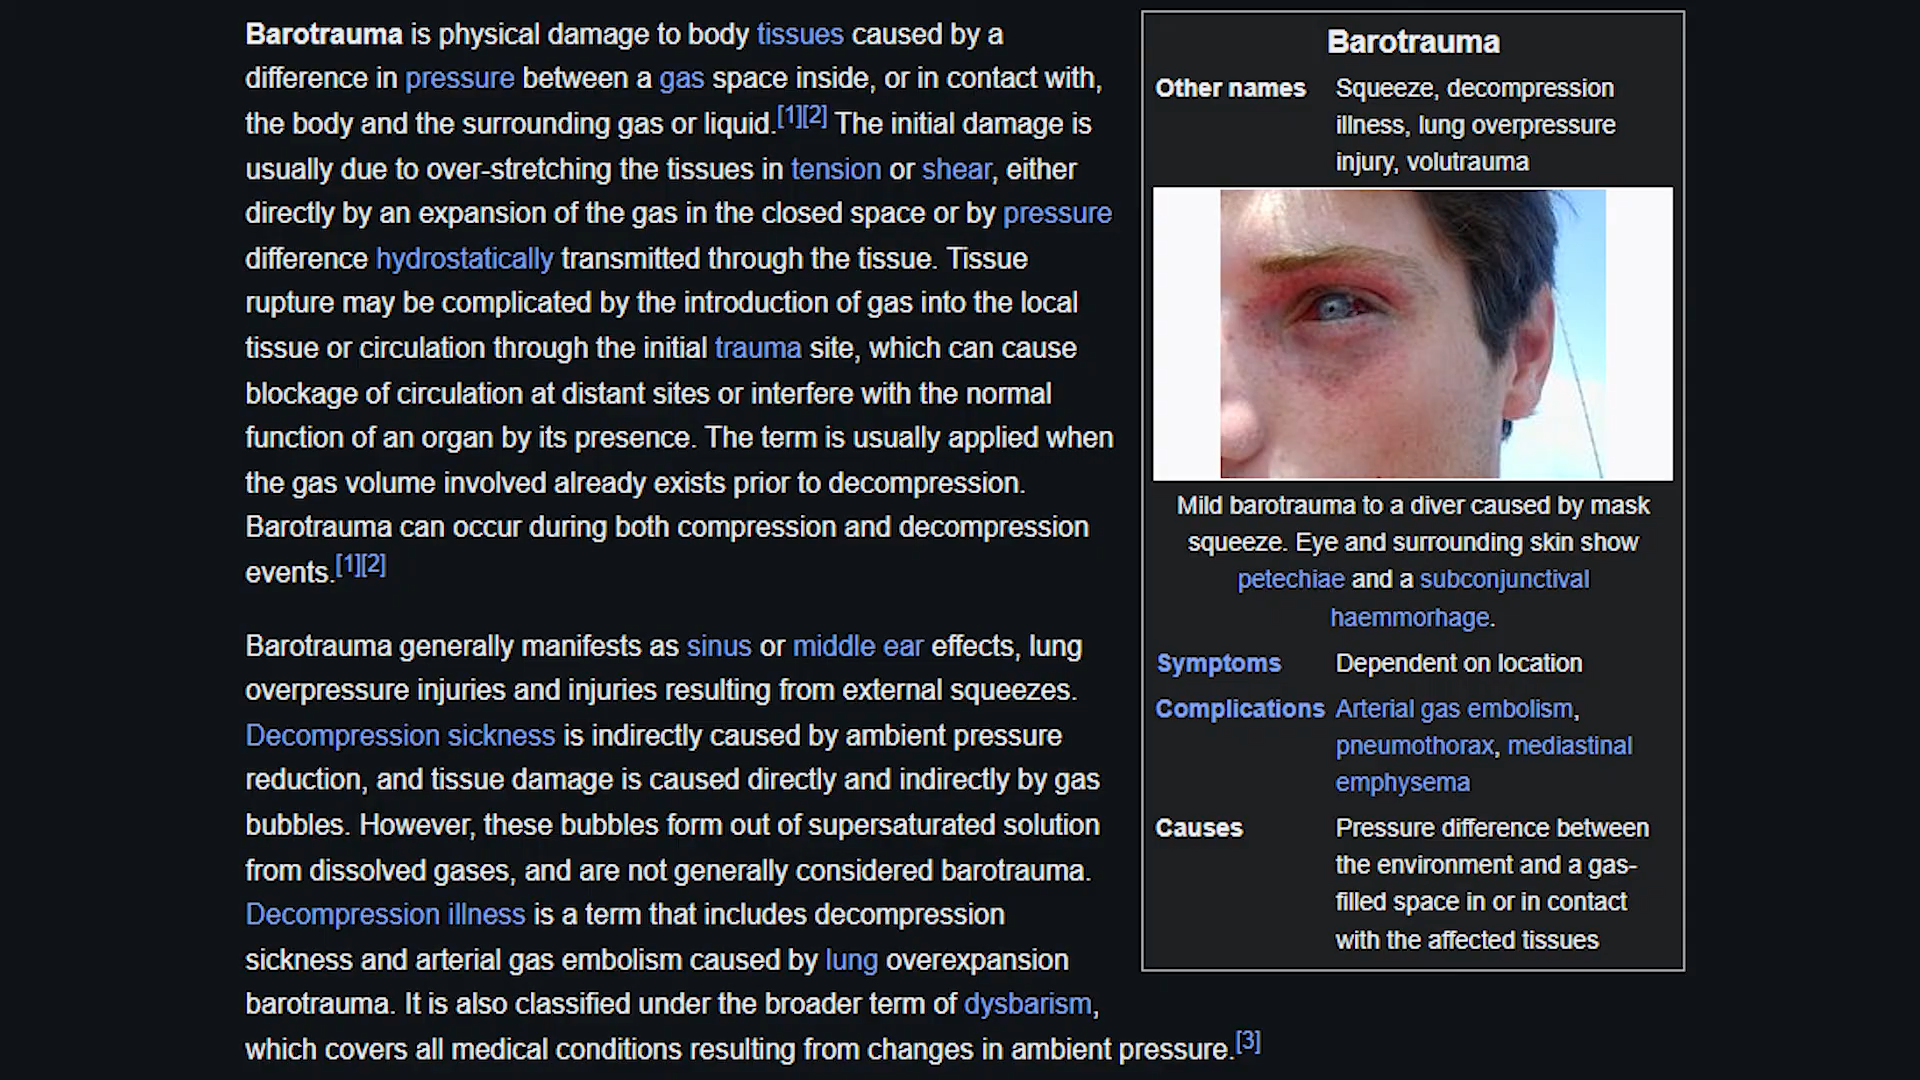 Barotrauma is physical damage to body tissues caused by a
difference in pressure between a gas space inside, or in contact with,
the body and the surrounding gas or liquid.[1][2] The initial damage is
usually due to over-stretching the tissues in tension or shear, either
directly by an expansion of the gas in the closed space or by pressure
difference hydrostatically transmitted through the tissue. Tissue
rupture may be complicated by the introduction of gas into the local
tissue or circulation through the initial trauma site, which can cause
blockage of circulation at distant sites or interfere with the normal
function of an organ by its presence. The term is usually applied when
the gas volume involved already exists prior to decompression.
Barotrauma can occur during both compression and decompression
events.[1][2]
Barotrauma generally manifests as sinus or middle ear effects, lung
overpressure injuries and injuries resulting from external squeezes.
Decompression sickness is indirectly caused by ambient pressure
reduction, and tissue damage is caused directly and indirectly by gas
bubbles. However, these bubbles form out of supersaturated solution
from dissolved gases, and are not generally considered barotrauma.
Decompression illness is a term that includes decompression
sickness and arterial gas embolism caused by lung overexpansion
barotrauma. It is also classified under the broader term of dysbarism,
which covers all medical conditions resulting from changes in ambient pressure.[3]
Barotrauma
Other names Squeeze, decompression
illness, lung overpressure
injury, volutrauma
Mild barotrauma to a diver caused by mask
squeeze. Eye and surrounding skin show
petechiae and a subconjunctival
haemmorhage.
Symptoms Dependent on location
Complications Arterial gas embolism,
pneumothorax, mediastinal
emphysema
Causes Pressure difference between
the environment and a gas-
filled space in or in contact
with the affected tissues